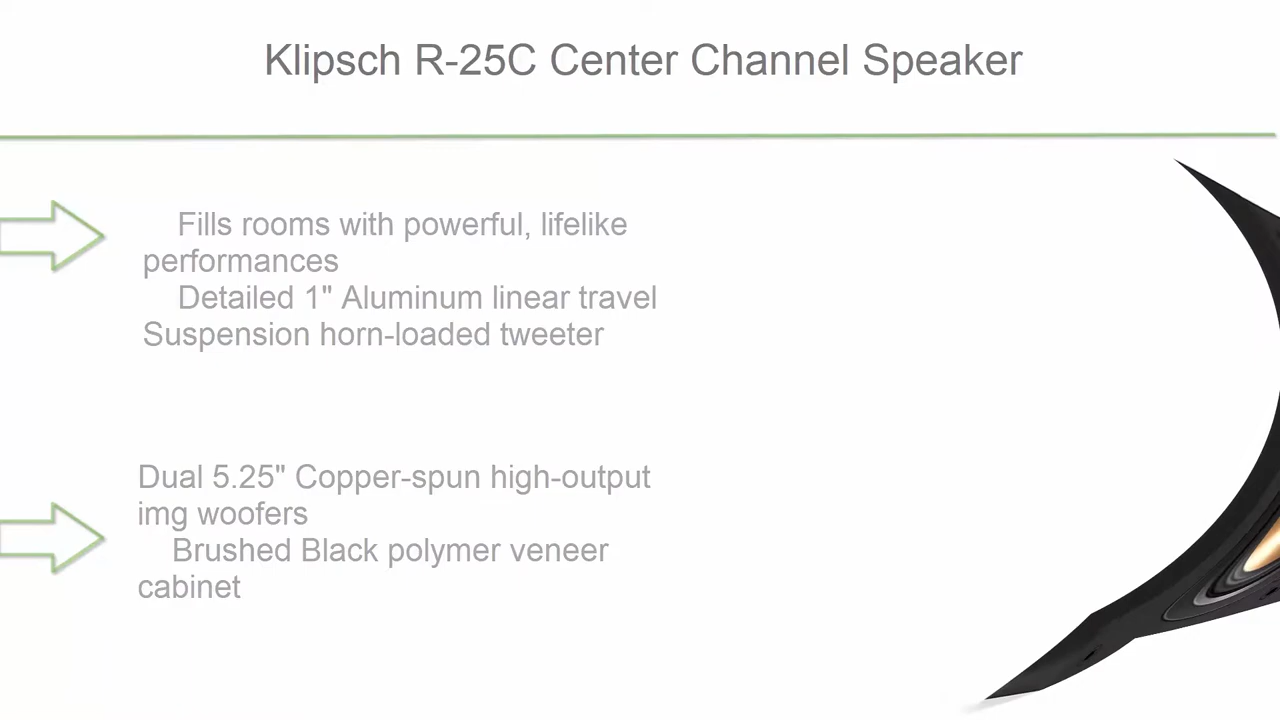 Klipsch R-25C Center Channel Speaker
Fills rooms with powerful, lifelike
performances
Detailed 1" Aluminum linear travel
Suspension horn-loaded tweeter
Dual 5.25" Copper-spun high-output
img woofers
Brushed Black polymer veneer
cabinet